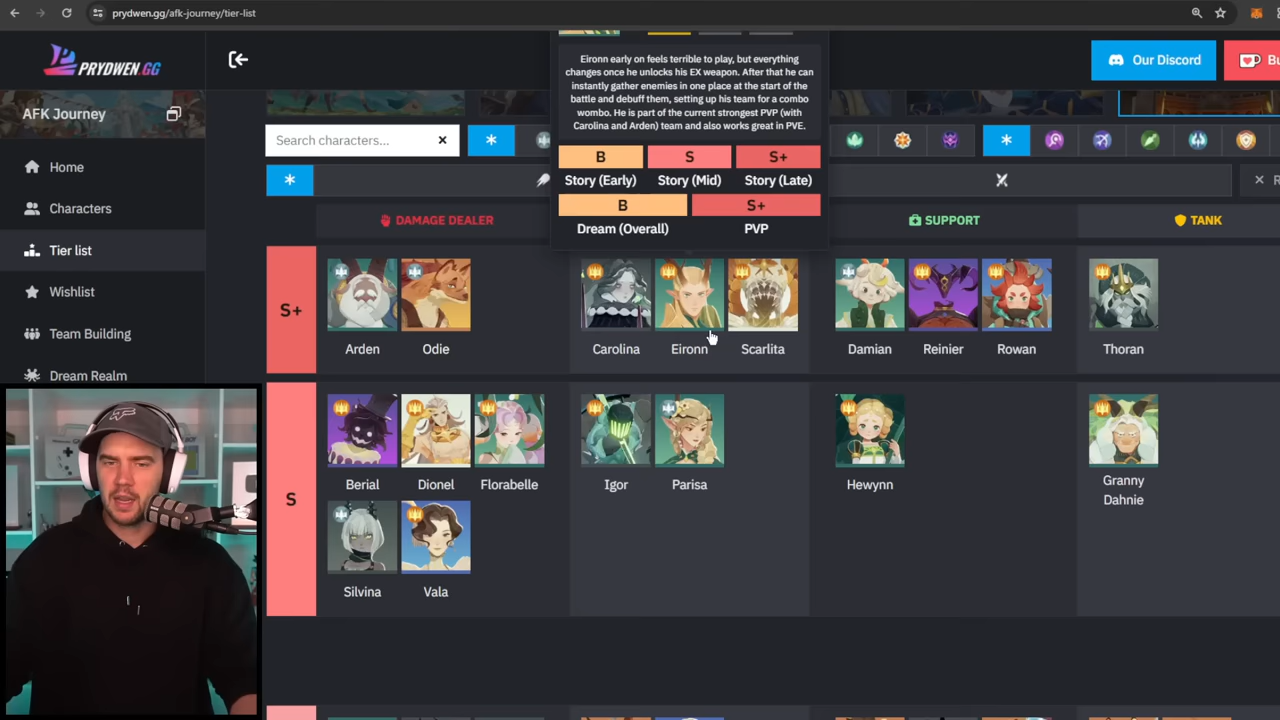 prydwen.gg/afk-journey/tier-list
PRYDWEN.GG
Our Discord
AFK Journey
Home
Characters
Tier list
Wishlist
Team Building
Dream Realm
Search characters
Eironn early on feels terrible to play, but everything
changes once he unlocks his EX weapon. After that he can
instantly gather enemies in one place at the start of the
battle and debuff them, setting up his team for a combo
wombo. He is part of the current strongest PVP (with
Carolina and Arden) team and also works great in PVE.
B S S+
Story (Early) Story (Mid) Story (Late)
B S+
Dream (Overall) PVP
DAMAGE DEALER SUPPORT TANK
S+
Arden Odie Carolina Eironn Scarlita Damian Reinier Rowan Thoran
S
Berial Dionel Florabelle Igor Parisa Hewynn Granny
Dahnie
Silvina Vala